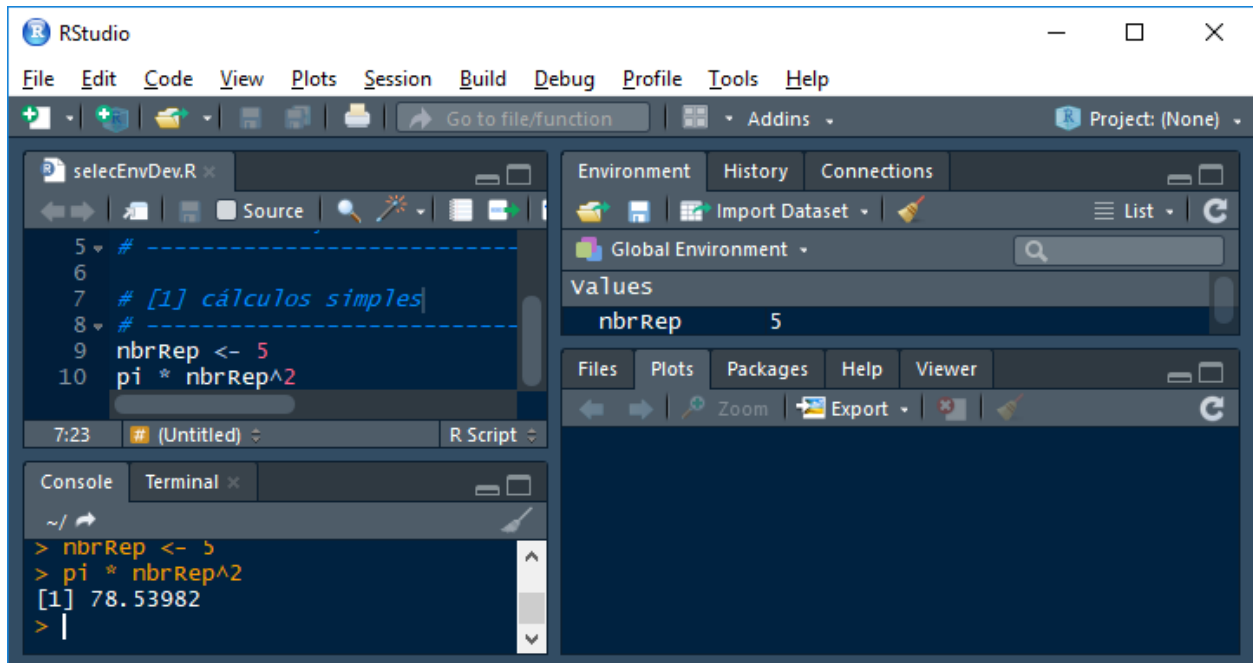 RStudio
File Edit Code View Plots Session Build Debug Profile Tools Help
Go to file/function Addins Project: (None)
selecEnvDev.R
Source
5 # ----------------------------
6
7 # [1] cálculos simples
8 # ----------------------------
9 nbrRep <- 5
10 pi * nbrRep^2
7:23 # (Untitled) R Script
Console Terminal
~/
> nbrRep <- 5
> pi * nbrRep^2
[1] 78.53982
>
Environment History Connections
Import Dataset List
Global Environment
Values
nbrRep 5
Files Plots Packages Help Viewer
Zoom Export